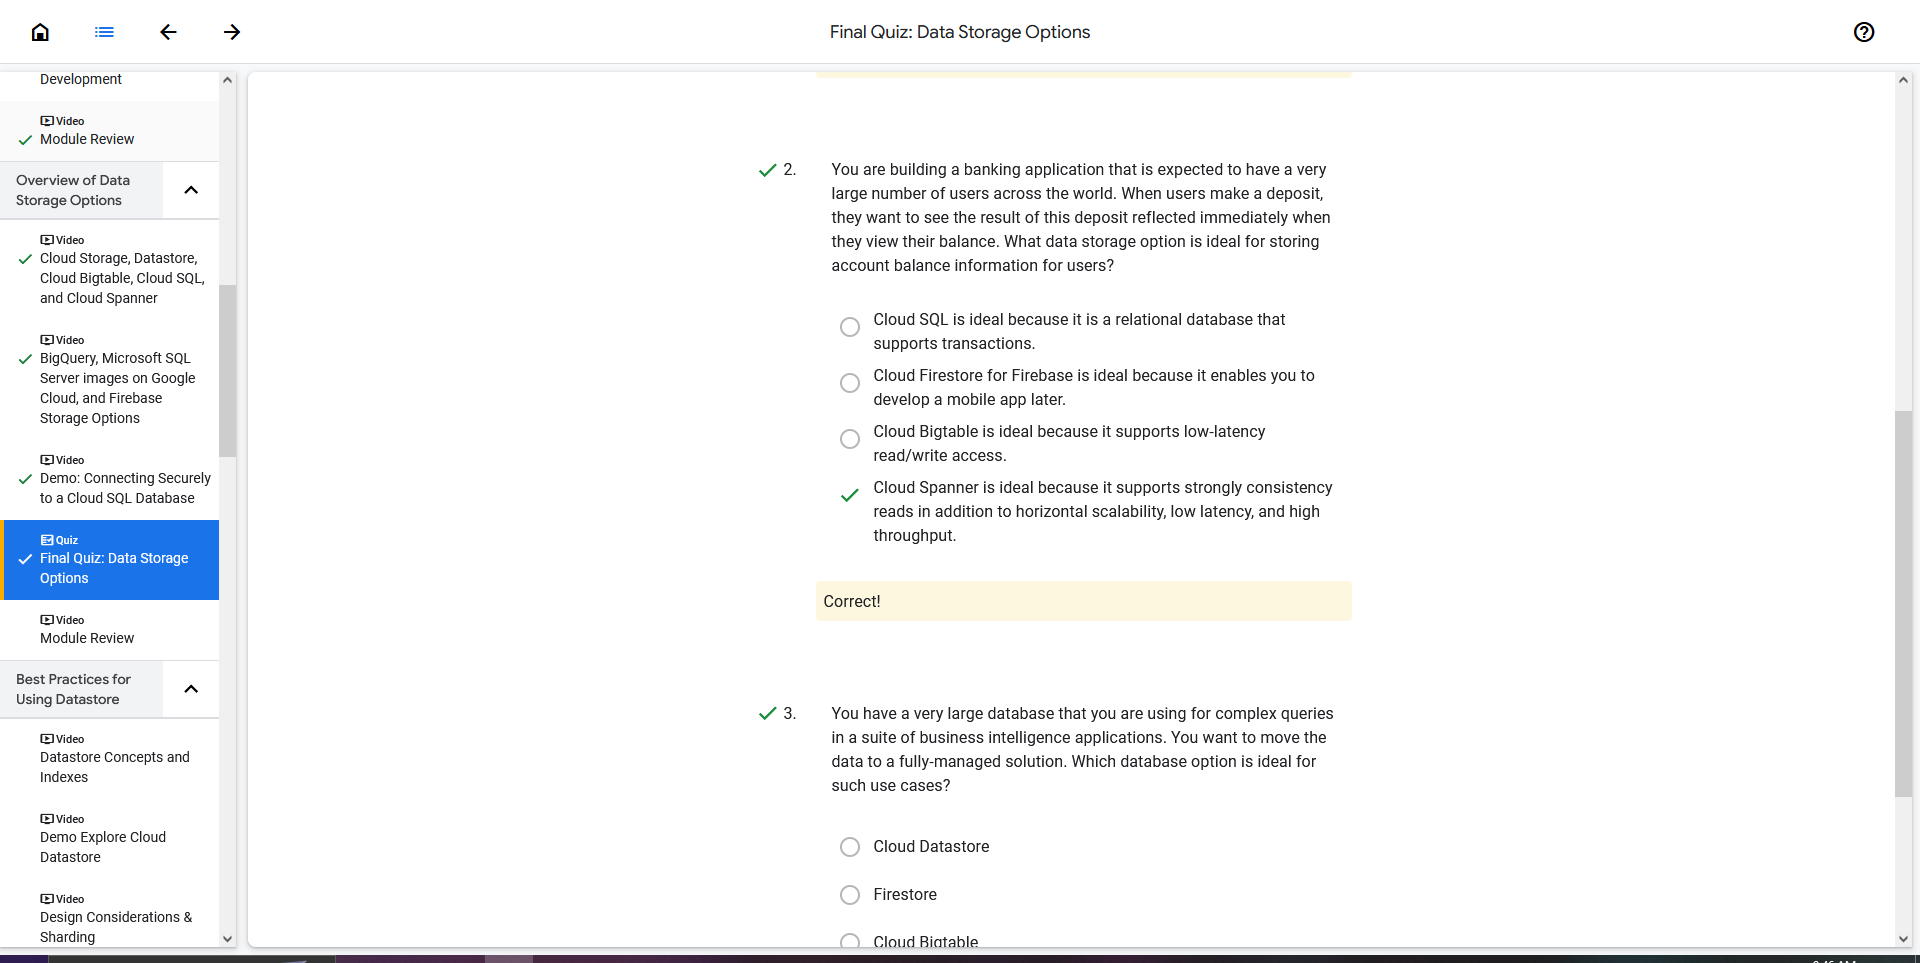 Final Quiz: Data Storage Options
Development
Video
Module Review
Overview of Data
Storage Options
Video
Cloud Storage, Datastore,
Cloud Bigtable, Cloud SQL,
and Cloud Spanner
Video
BigQuery, Microsoft SQL
Server images on Google
Cloud, and Firebase
Storage Options
Video
Demo: Connecting Securely
to a Cloud SQL Database
Quiz
Final Quiz: Data Storage
Options
Video
Module Review
Best Practices for
Using Datastore
Video
Datastore Concepts and
Indexes
Video
Demo Explore Cloud
Datastore
Video
Design Considerations &
Sharding
2.
You are building a banking application that is expected to have a very
large number of users across the world. When users make a deposit,
they want to see the result of this deposit reflected immediately when
they view their balance. What data storage option is ideal for storing
account balance information for users?
Cloud SQL is ideal because it is a relational database that
supports transactions.
Cloud Firestore for Firebase is ideal because it enables you to
develop a mobile app later.
Cloud Bigtable is ideal because it supports low-latency
read/write access.
Cloud Spanner is ideal because it supports strongly consistency
reads in addition to horizontal scalability, low latency, and high
throughput.
Correct!
3.
You have a very large database that you are using for complex queries
in a suite of business intelligence applications. You want to move the
data to a fully-managed solution. Which database option is ideal for
such use cases?
Cloud Datastore
Firestore
Cloud Bigtable